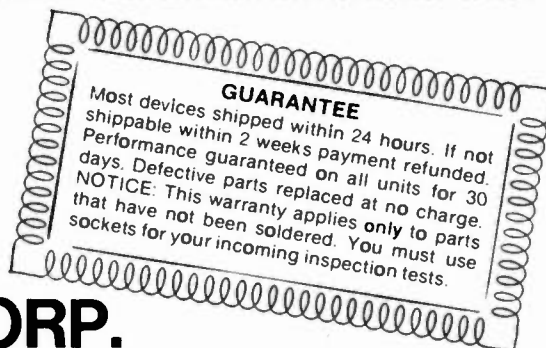 GUARANTEE
Most devices shipped within 24 hours. If not
shippable within 2 weeks payment refunded.
Performance guaranteed on all units for 30
days. Defective parts replaced at no charge.
NOTICE: This warranty applies only to parts
that have not been soldered. You must use
sockets for your incoming inspection tests.
ORP.